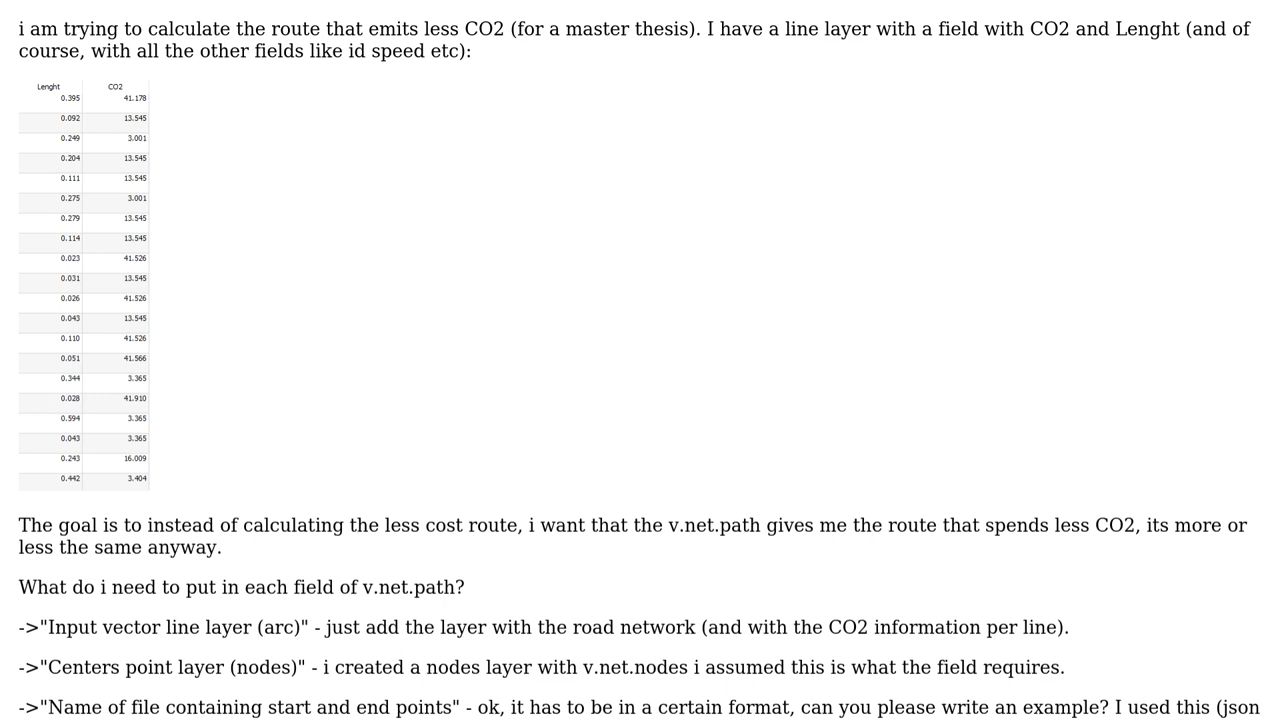 i am trying to calculate the route that emits less CO2 (for a master thesis). I have a line layer with a field with CO2 and Lenght (and of
course, with all the other fields like id speed etc):
Lenght CO2
0.395 41.178
0.092 13.545
0.249 3.001
0.204 13.545
0.111 13.545
0.275 3.001
0.279 13.545
0.114 13.545
0.023 41.526
0.031 13.545
0.026 41.526
0.043 13.545
0.110 41.526
0.051 41.566
0.344 3.365
0.028 41.910
0.594 3.365
0.043 3.365
0.243 16.009
0.442 3.404
The goal is to instead of calculating the less cost route, i want that the v.net.path gives me the route that spends less CO2, its more or
less the same anyway.
What do i need to put in each field of v.net.path?
->"Input vector line layer (arc)" - just add the layer with the road network (and with the CO2 information per line).
->"Centers point layer (nodes)" - i created a nodes layer with v.net.nodes i assumed this is what the field requires.
->"Name of file containing start and end points" - ok, it has to be in a certain format, can you please write an example? I used this (json